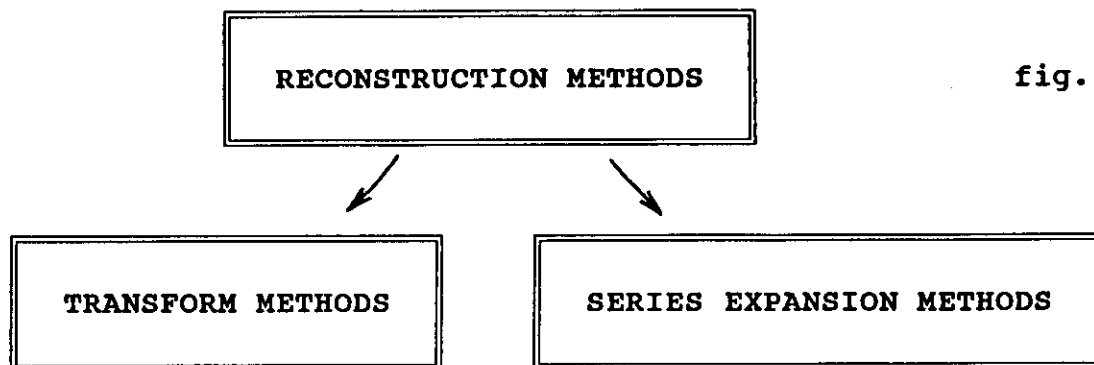 RECONSTRUCTION METHODS
fig.
TRANSFORM METHODS
SERIES EXPANSION METHODS